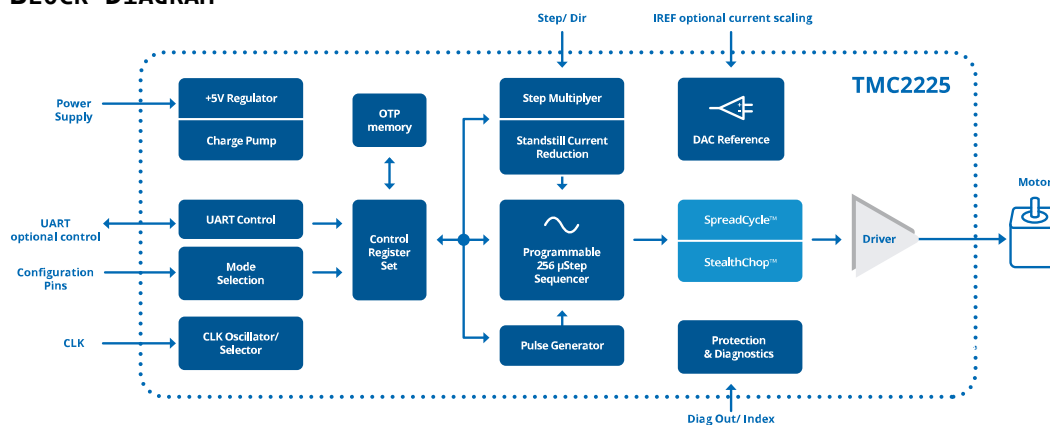 BLOCK DIAGRAM
Step/ Dir
IREF optional current scaling
TMC2225
Power
Supply
+5V Regulator
Charge Pump
OTP
memory
Step Multiplyer
Standstill Current
Reduction
DAC Reference
Motor
UART
optional control
UART Control
Configuration
Pins
Mode
Selection
Control
Register
Set
Programmable
256 µStep
Sequencer
SpreadCycle™
StealthChop™
Driver
CLK
CLK Oscillator/
Selector
Pulse Generator
Protection
& Diagnostics
Diag Out/ Index